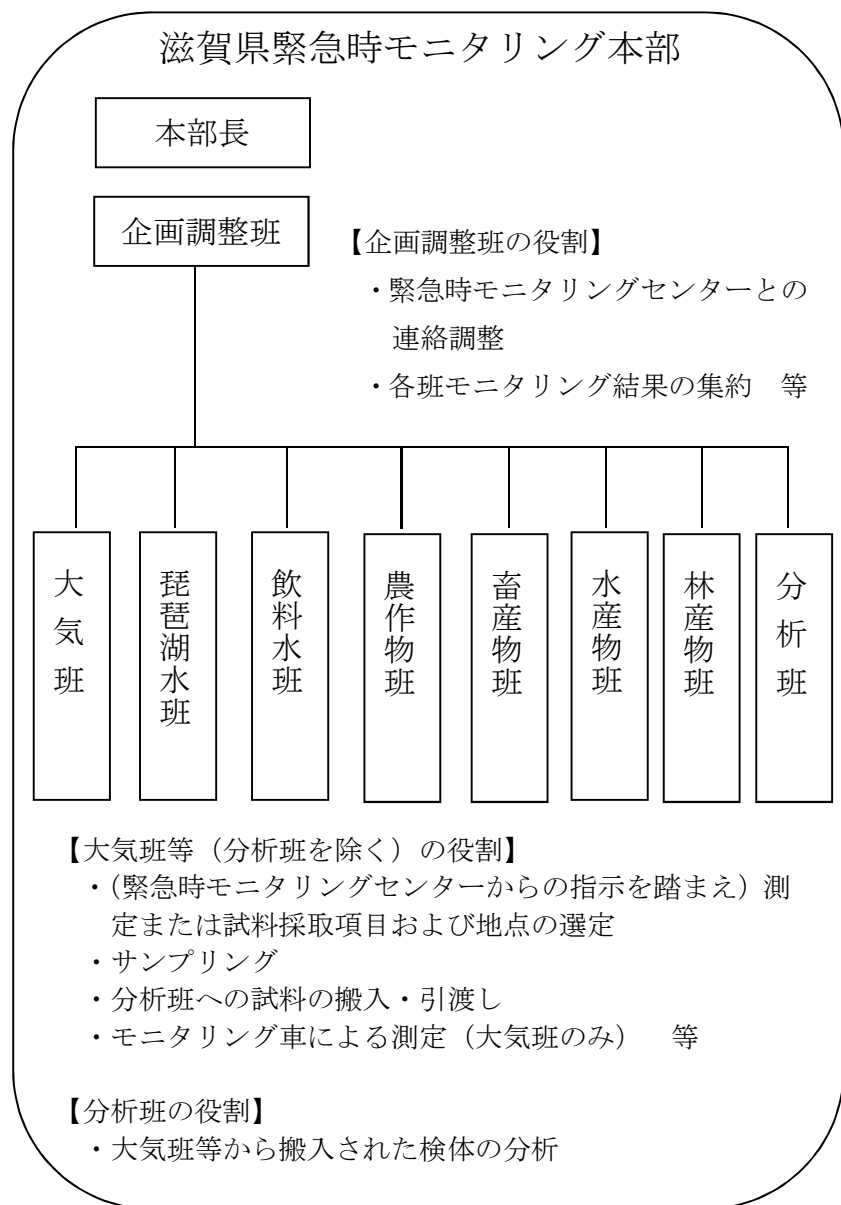 滋賀県緊急時モニタリング本部
本部長
企画調整班
【企画調整班の役割】
・緊急時モニタリングセンターとの
連絡調整
・各班モニタリング結果の集約　等
大気班
琵琶湖水班
飲料水班
農作物班
畜産物班
水産物班
林産物班
分析班
【大気班等（分析班を除く）の役割】
・（緊急時モニタリングセンターからの指示を踏まえ）測
定または試料採取項目および地点の選定
・サンプリング
・分析班への試料の搬入・引渡し
・モニタリング車による測定（大気班のみ）　等
【分析班の役割】
・大気班等から搬入された検体の分析